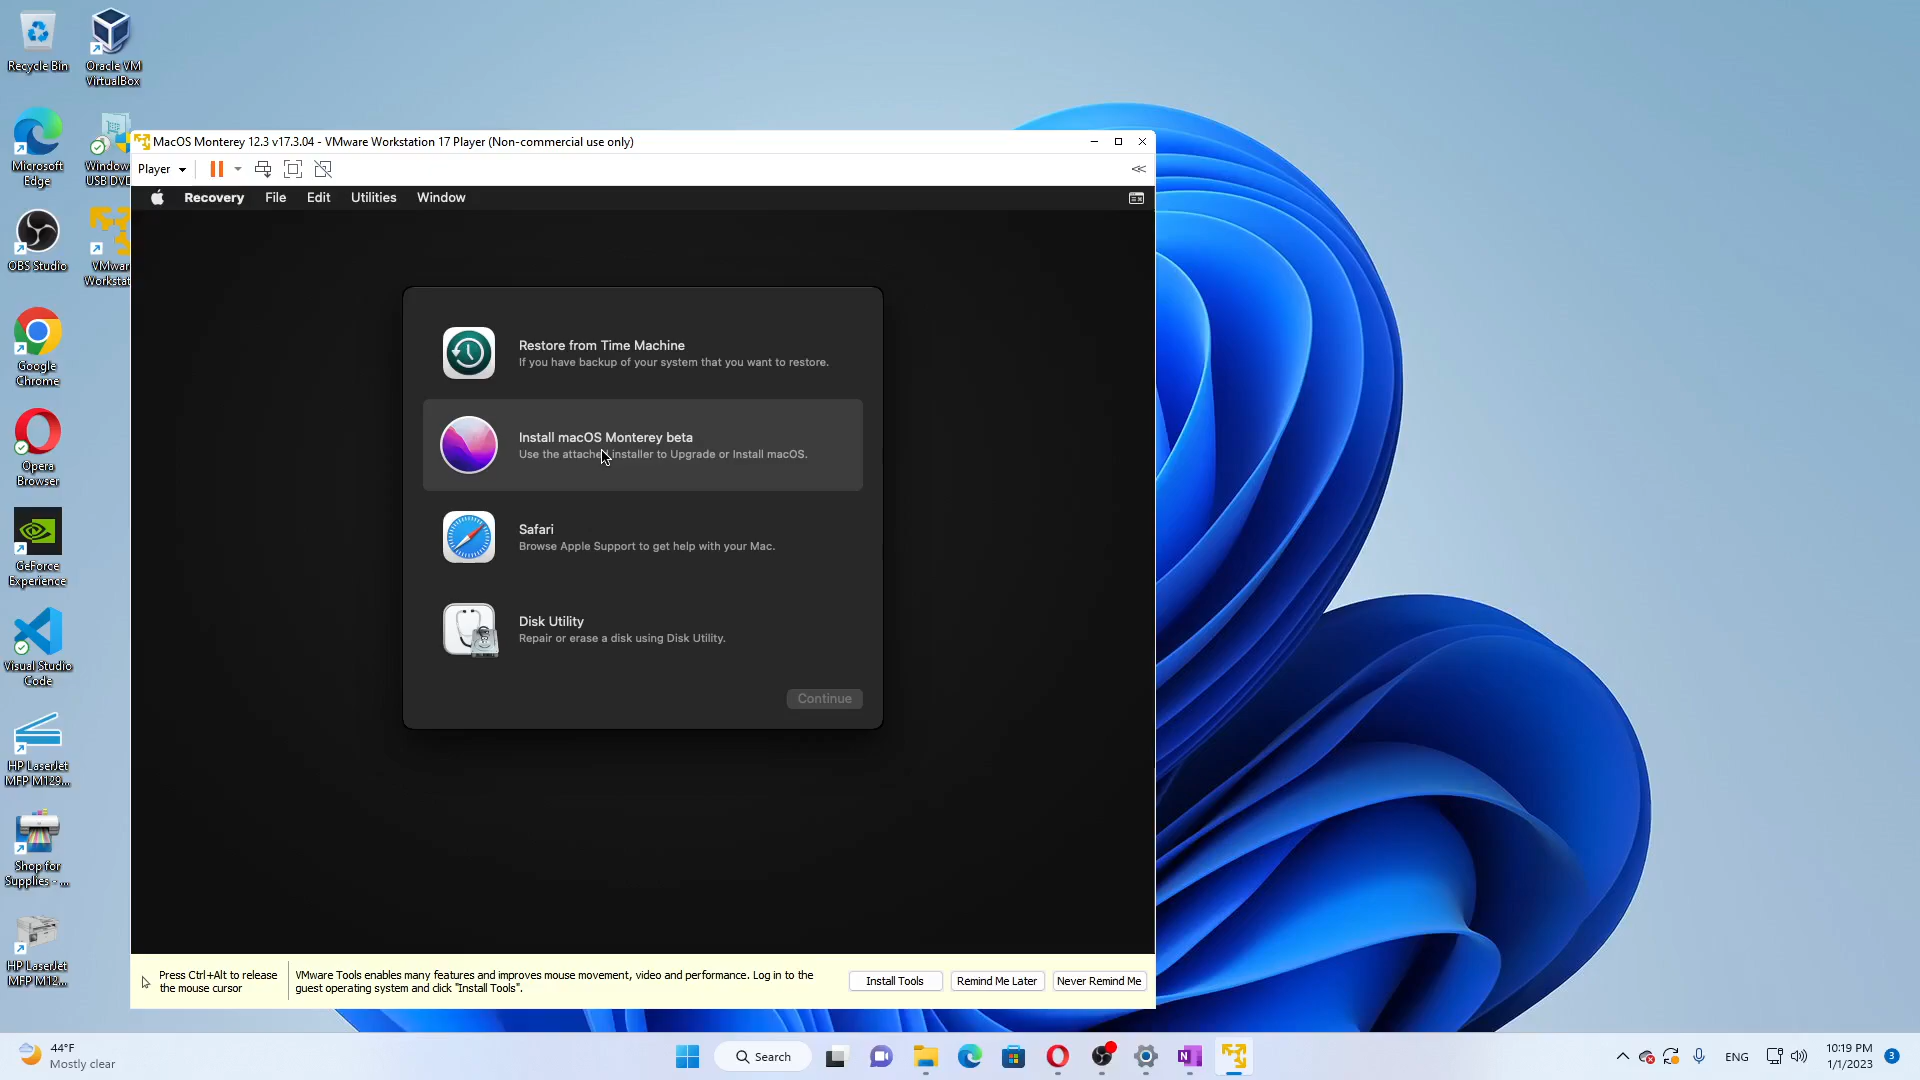 Recycle Bin
Oracle VM
VirtualBox
Microsoft
Edge
Window
USB DVD
OBS Studio
VMwar
Workstat
Google
Chrome
Opera
Browser
GeForce
Experience
Visual Studio
Code
HP LaserJet
MFP M129...
Shop for
Supplies - ...
HP LaserJet
MFP M12...
MacOS Monterey 12.3 v17.3.04 - VMware Workstation 17 Player (Non-commercial use only)
Player
Recovery File Edit Utilities Window
Restore from Time Machine
If you have backup of your system that you want to restore.
Install macOS Monterey beta
Use the attached installer to Upgrade or Install macOS.
Safari
Browse Apple Support to get help with your Mac.
Disk Utility
Repair or erase a disk using Disk Utility.
Continue
Press Ctrl+Alt to release
the mouse cursor
VMware Tools enables many features and improves mouse movement, video and performance. Log in to the
guest operating system and click "Install Tools".
Install Tools
Remind Me Later
Never Remind Me
44°F
Mostly clear
Search
ENG
10:19 PM
1/1/2023
3